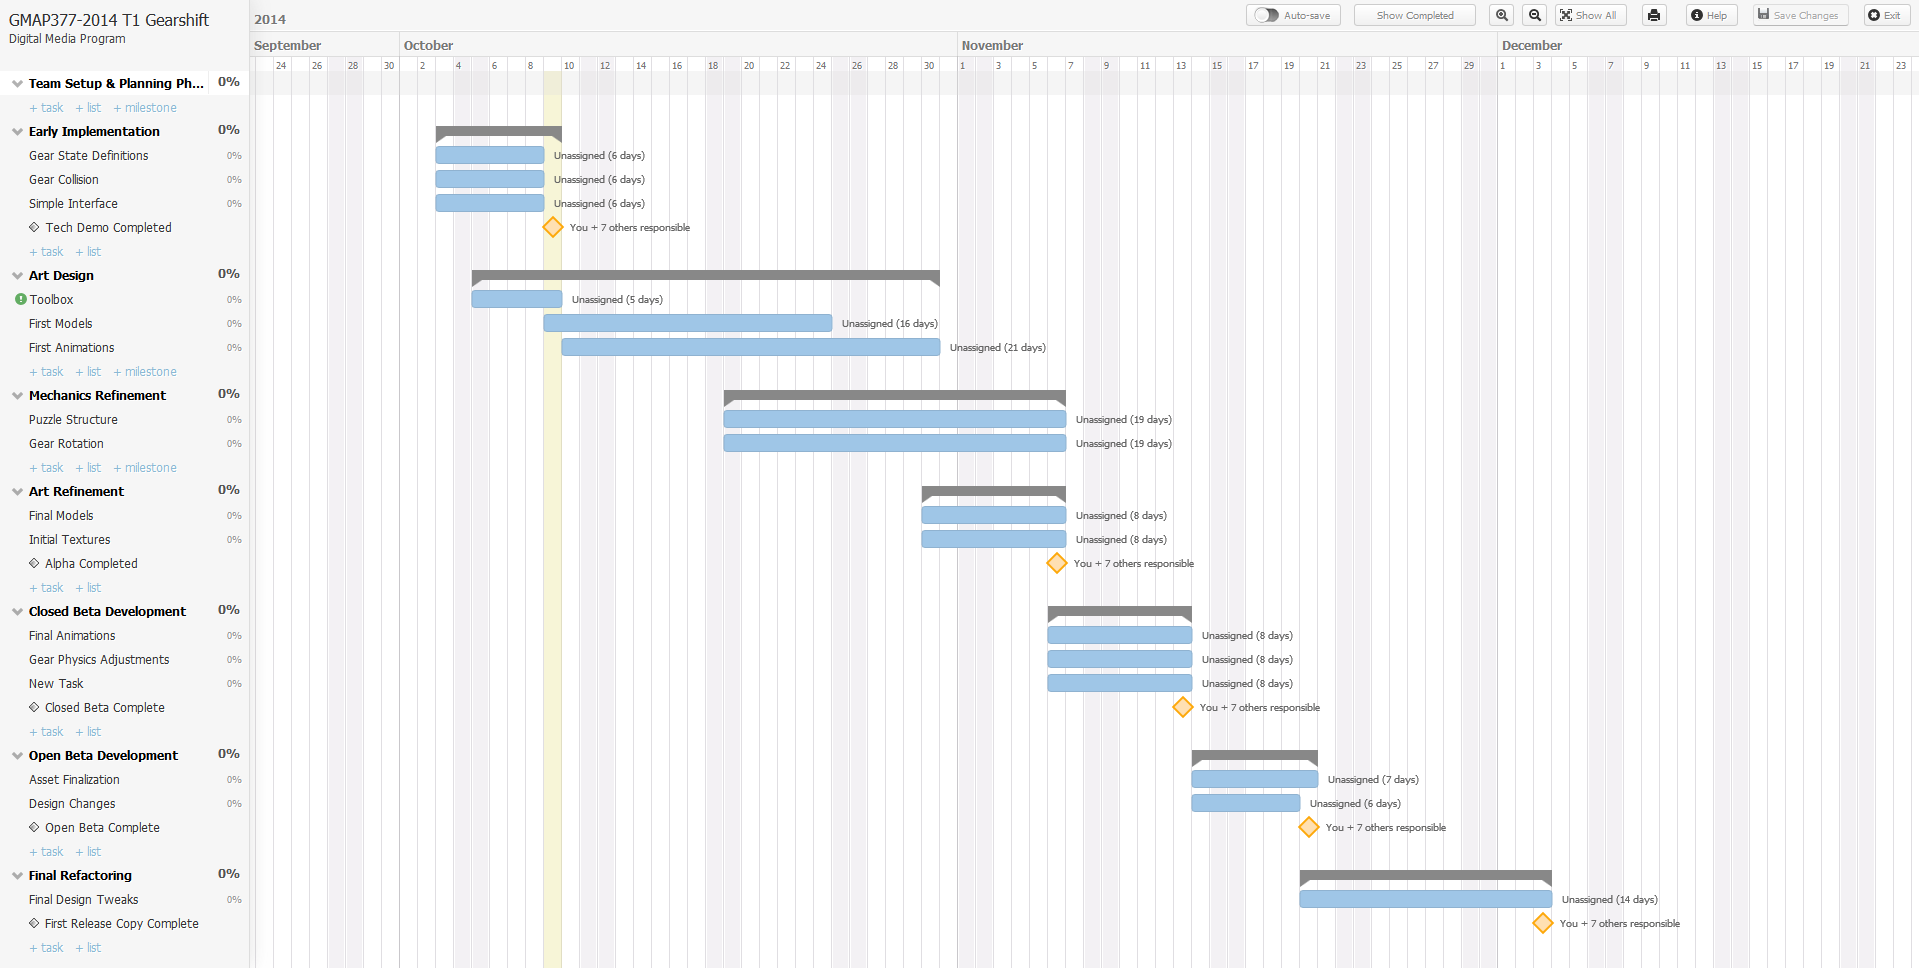 GMAP377-2014 T1 Gearshift
Digital Media Program
2014
Auto-save
Show Completed
Show All
Help
Save Changes
Exit
September October November December
24 26 28 30 2 4 6 8 10 12 14 16 18 20 22 24 26 28 30 1 3 5 7 9 11 13 15 17 19 21 23 25 27 29 1 3 5 7 9 11 13 15 17 19 21 23
Team Setup & Planning Ph... 0%
+ task + list + milestone
Early Implementation 0%
Gear State Definitions 0% Unassigned (6 days)
Gear Collision 0% Unassigned (6 days)
Simple Interface 0% Unassigned (6 days)
Tech Demo Completed You + 7 others responsible
+ task + list
Art Design 0%
Toolbox 0% Unassigned (5 days)
First Models 0% Unassigned (16 days)
First Animations 0% Unassigned (21 days)
+ task + list + milestone
Mechanics Refinement 0%
Puzzle Structure 0% Unassigned (19 days)
Gear Rotation 0% Unassigned (19 days)
+ task + list + milestone
Art Refinement 0%
Final Models 0% Unassigned (8 days)
Initial Textures 0% Unassigned (8 days)
Alpha Completed You + 7 others responsible
+ task + list
Closed Beta Development 0%
Final Animations 0% Unassigned (8 days)
Gear Physics Adjustments 0% Unassigned (8 days)
New Task 0% Unassigned (8 days)
Closed Beta Complete You + 7 others responsible
+ task + list
Open Beta Development 0%
Asset Finalization 0% Unassigned (7 days)
Design Changes 0% Unassigned (6 days)
Open Beta Complete You + 7 others responsible
+ task + list
Final Refactoring 0%
Final Design Tweaks 0% Unassigned (14 days)
First Release Copy Complete You + 7 others responsible
+ task + list